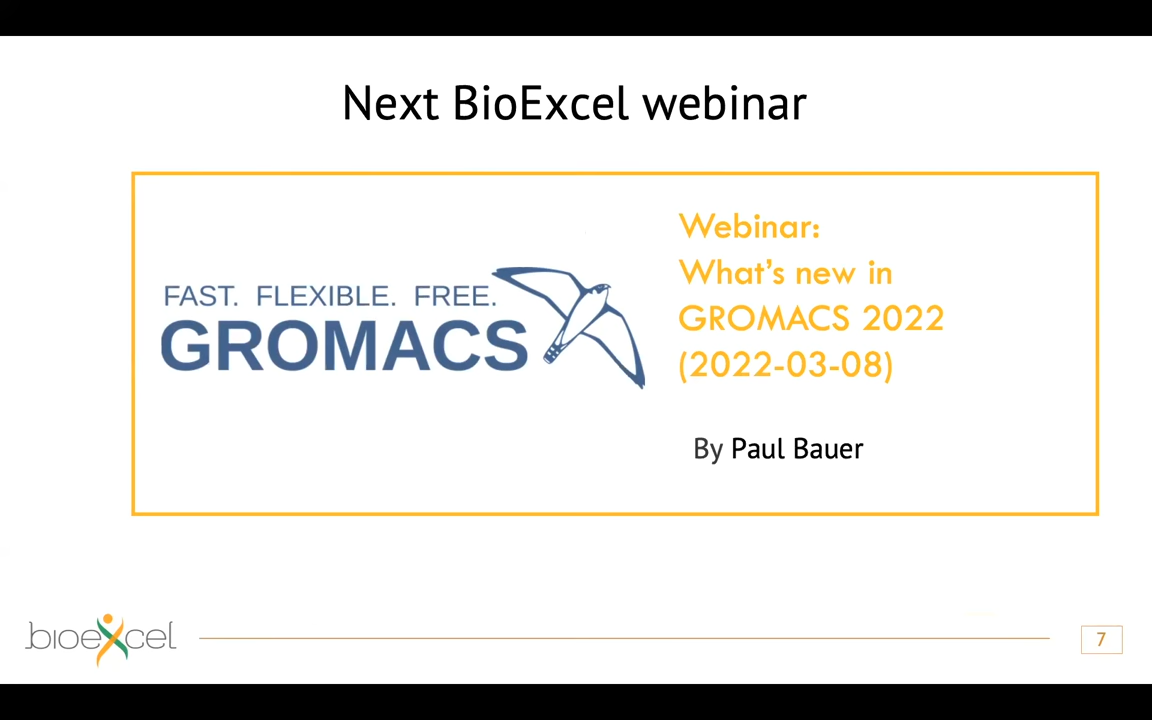 Next BioExcel webinar
FAST. FLEXIBLE. FREE.
GROMACS
Webinar:
What's new in
GROMACS 2022
(2022-03-08)
By Paul Bauer
bioexcel
7